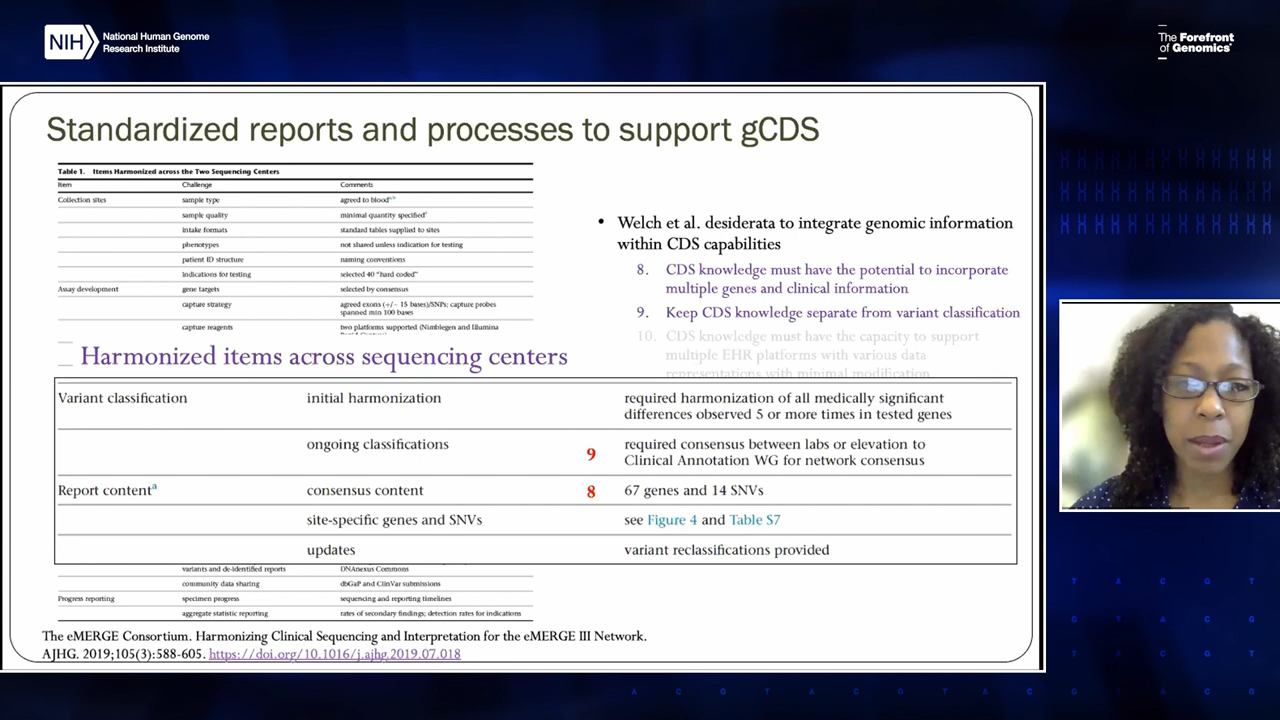 NIH
National Human Genome
Research Institute
The Forefront
of Genomics®
Standardized reports and processes to support gCDS
Table 1. Items Harmonized across the Two Sequencing Centers
Item Challenge Comments
Collection sites sample type agreed to blood
sample quality minimal quantity specified
intake formats standard tables supplied to sites
phenotypes not shared unless indication for testing
patient ID structure naming conventions
indications for testing selected 40 "hard coded"
Assay development gene targets selected by consensus
capture strategy agreed exons (+/− 15 bases)/SNPs; capture probes
spanned min 100 bases
capture reagents two platforms supported (Nimblegen and Illumina
• Welch et al. desiderata to integrate genomic information
within CDS capabilities
8. CDS knowledge must have the potential to incorporate
multiple genes and clinical information
9. Keep CDS knowledge separate from variant classification
10. CDS knowledge must have the capacity to support
multiple EHR platforms with various data
representations with minimal modification
Harmonized items across sequencing centers
Variant classification initial harmonization required harmonization of all medically significant
differences observed 5 or more times in tested genes
ongoing classifications 9 required consensus between labs or elevation to
Clinical Annotation WG for network consensus
Report content a consensus content 8 67 genes and 14 SNVs
site-specific genes and SNVs see Figure 4 and Table S7
updates variant reclassifications provided
variants and de-identified reports DNAnexus Commons
community data sharing dbGaP and ClinVar submissions
Progress reporting specimen progress sequencing and reporting timelines
aggregate statistic reporting rates of secondary findings; detection rates for indications
The eMERGE Consortium. Harmonizing Clinical Sequencing and Interpretation for the eMERGE III Network.
AJHG. 2019;105(3):588-605. https://doi.org/10.1016/j.ajhg.2019.07.018